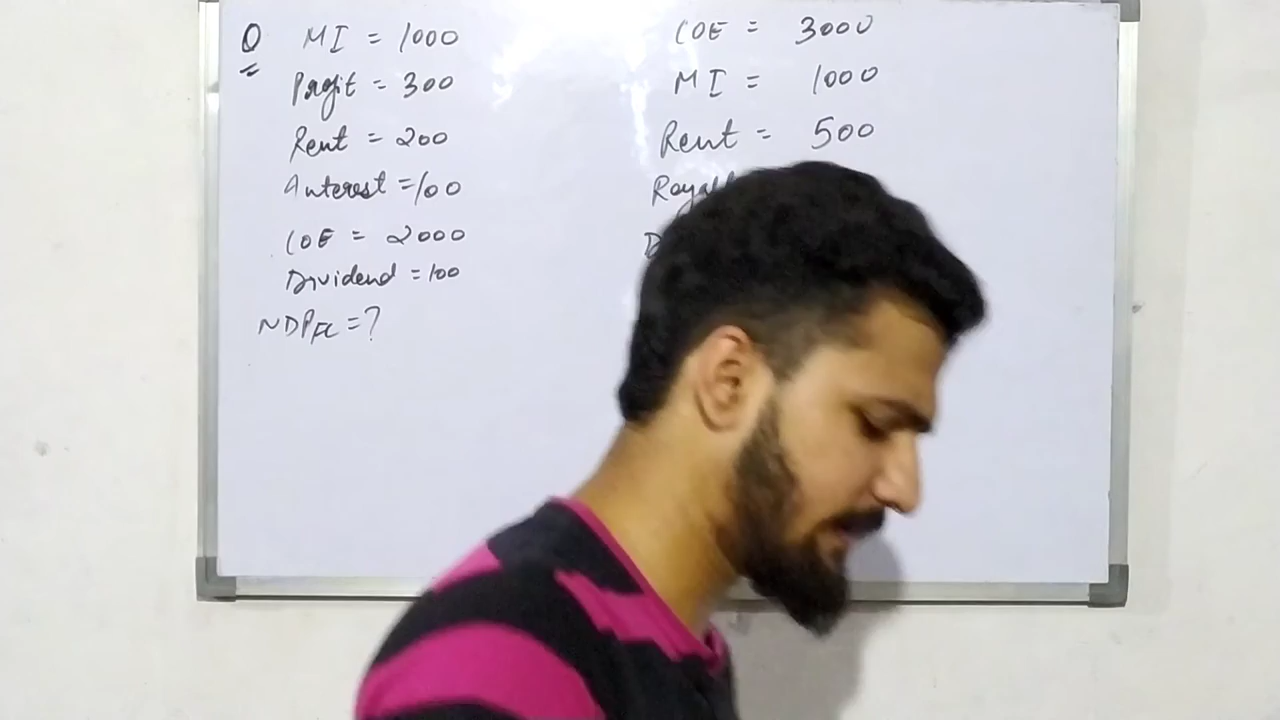 Q MI = 1000
Profit = 300
Rent = 200
Interest = 100
COE = 2000
Dividend = 100
NDPFC = ?
COE = 3000
MI = 1000
Rent = 500